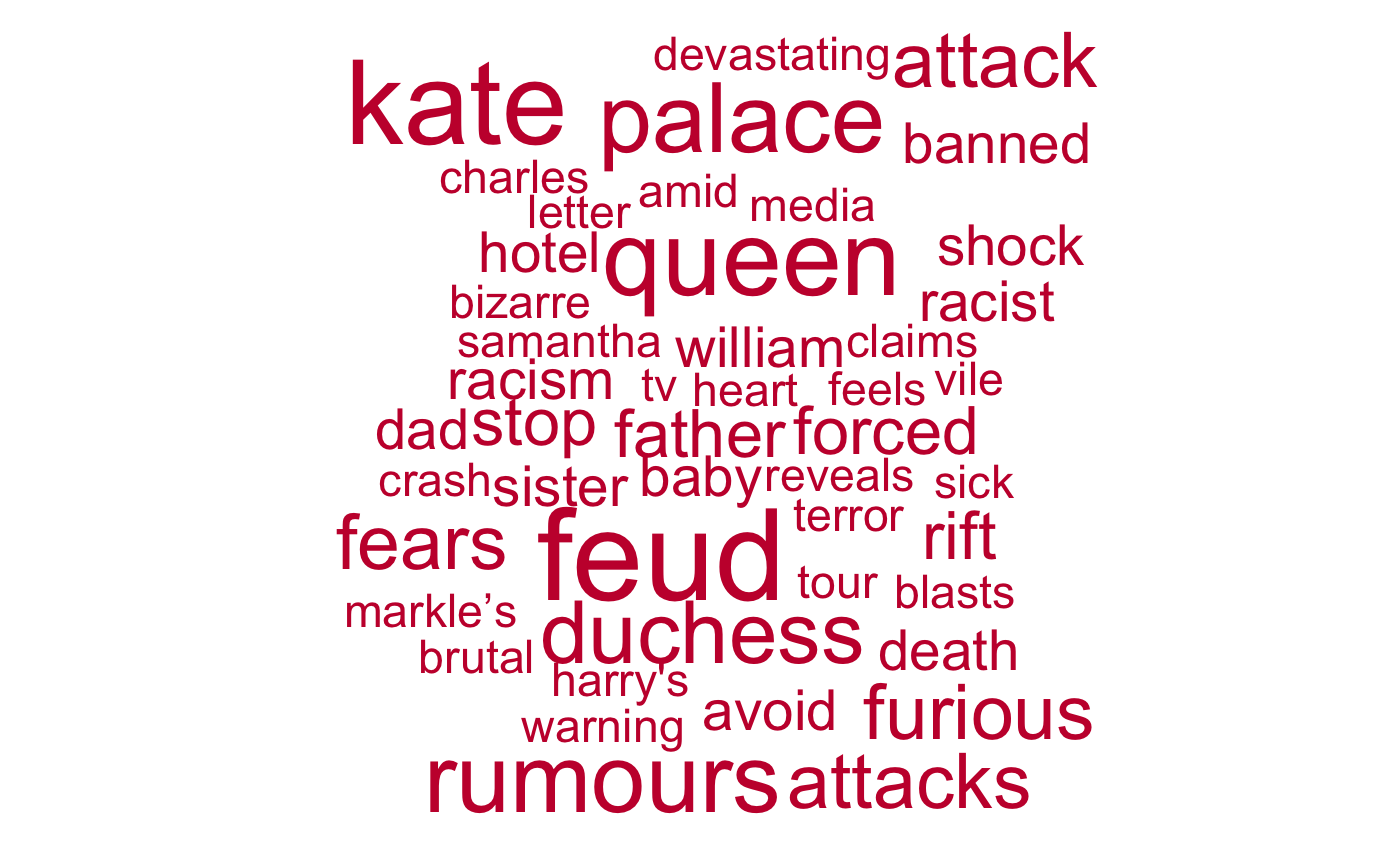 devastating attack
kate palace banned
charles amid media
letter
hotel queen shock
bizarre racist
samantha william claims
racism tv heart feels vile
dad stop father forced
crash sister baby reveals sick
fears feud terror rift
tour blasts
markle’s duchess death
brutal
harry's
warning avoid furious
rumours attacks